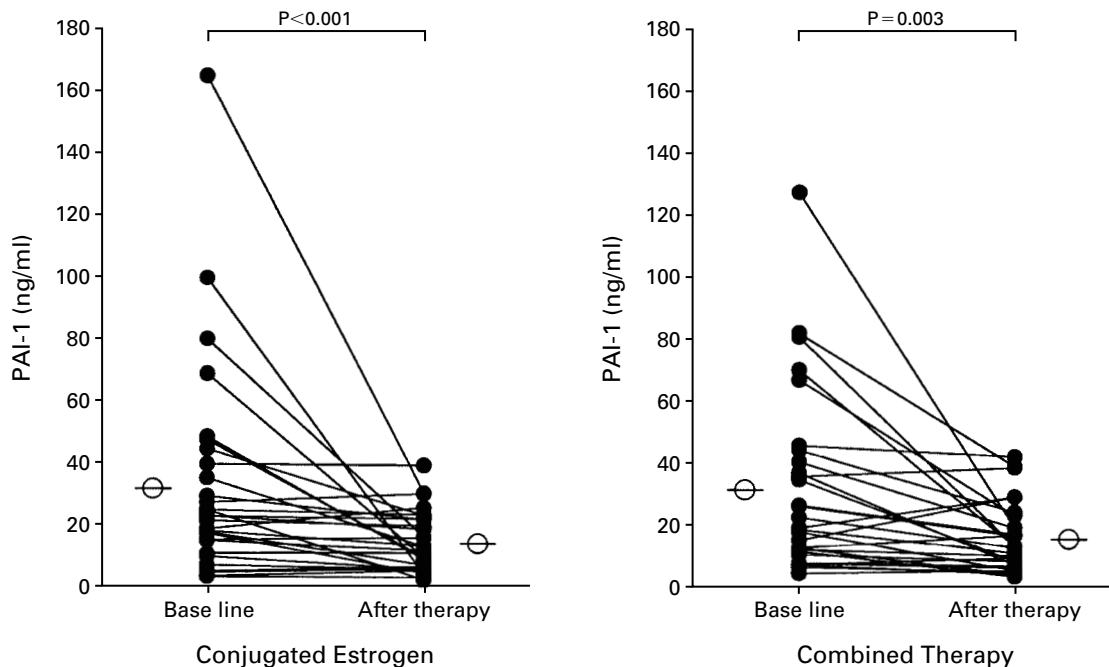 P<0.001
180
160
140
120
100
80
60
40
20
0
PAI-1 (ng/ml)
Base line
After therapy
Conjugated Estrogen
P=0.003
180
160
140
120
100
80
60
40
20
0
PAI-1 (ng/ml)
Base line
After therapy
Combined Therapy